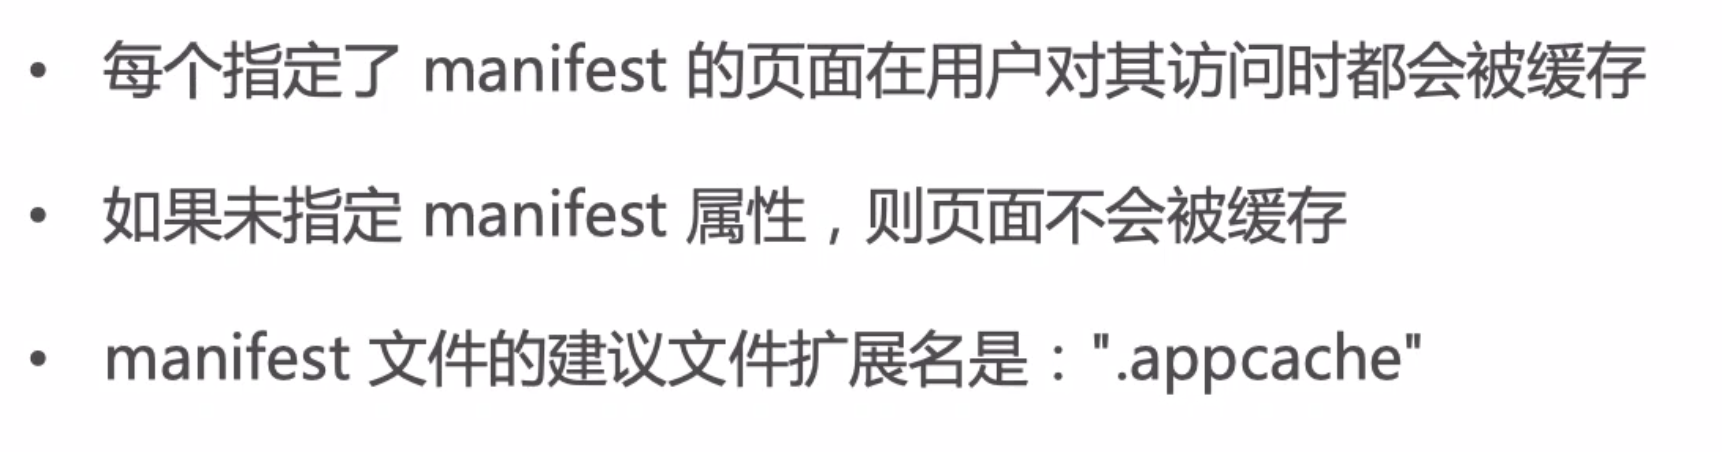 • 每个指定了 manifest 的页面在用户对其访问时都会被缓存
• 如果未指定 manifest 属性，则页面不会被缓存
• manifest 文件的建议文件扩展名是：".appcache"